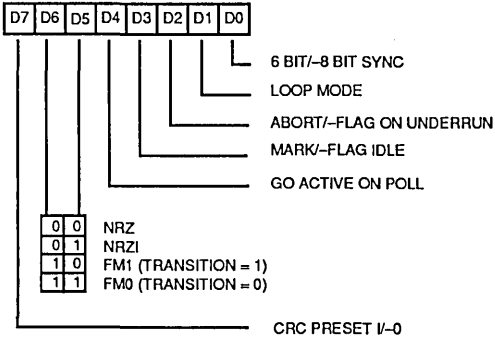 D7 D6 D5 D4 D3 D2 D1 D0
6 BIT/–8 BIT SYNC
LOOP MODE
ABORT/–FLAG ON UNDERRUN
MARK/–FLAG IDLE
GO ACTIVE ON POLL
0 0 NRZ
0 1 NRZI
1 0 FM1 (TRANSITION = 1)
1 1 FM0 (TRANSITION = 0)
CRC PRESET I/–0